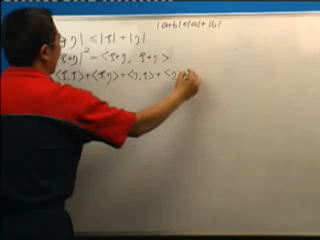 |a+b| ≤ |a|+|b|
+η| ≤ |ξ| + |η|
ξ+η|² = <ξ+η, ξ+η>
<ξ,ξ>+<ξ,η>+<η,ξ>+<η,